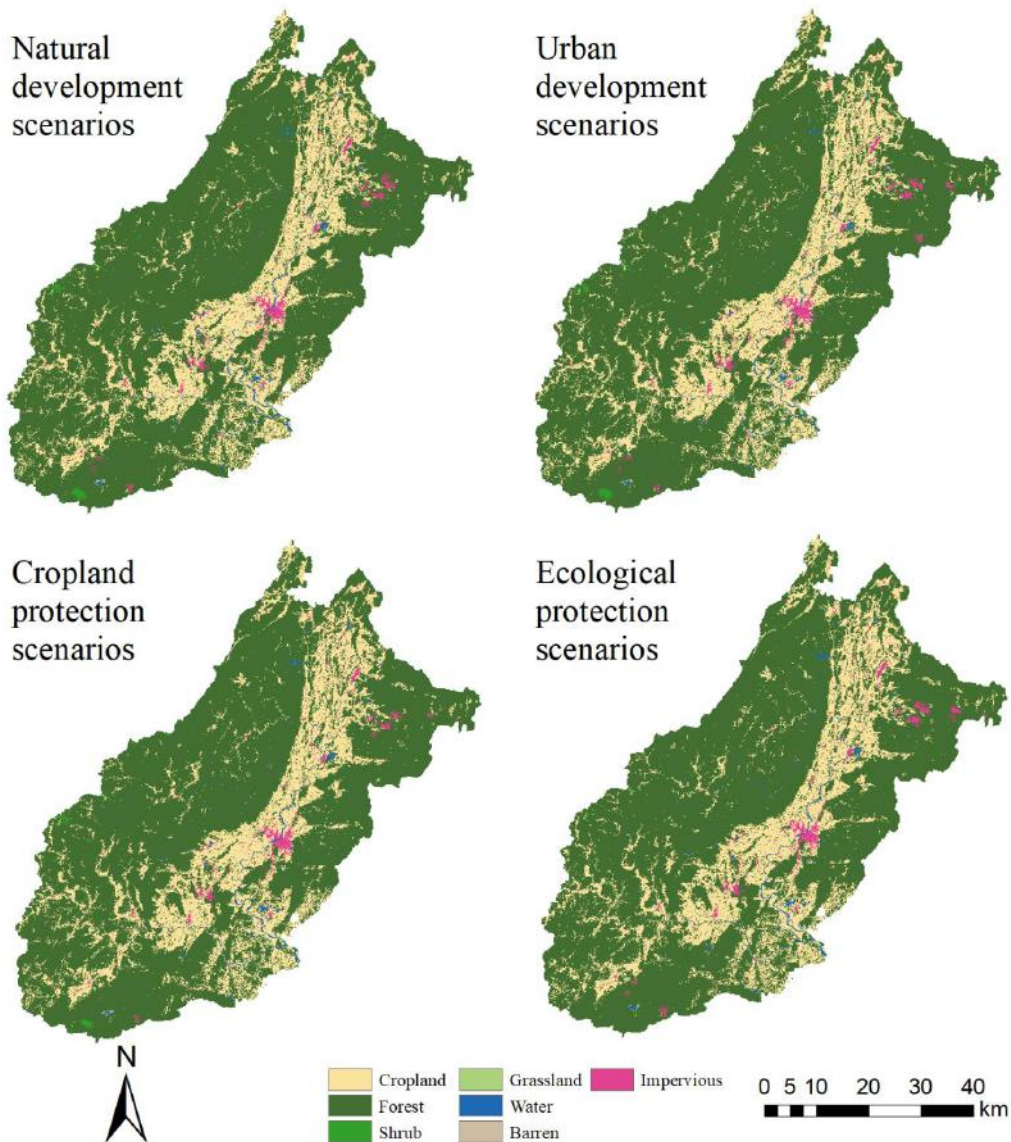 Natural
development
scenarios
Urban
development
scenarios
Cropland
protection
scenarios
Ecological
protection
scenarios
N
Cropland
Grassland
Impervious
Forest
Water
Shrub
Barren
0 5 10 20 30 40
km